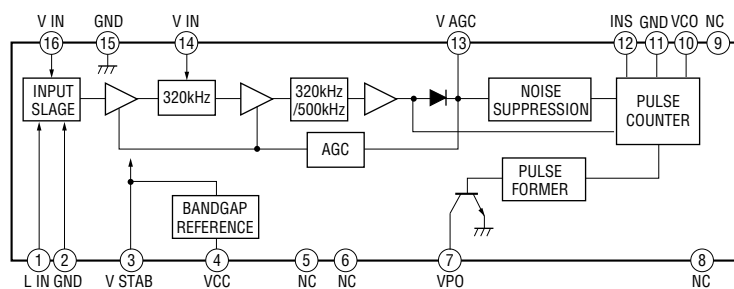 V IN GND V IN V AGC INS GND VCO NC
16 15 14 13 12 11 10 9
INPUT
SLAGE
320kHz
320kHz
/500kHz
NOISE
SUPPRESSION
PULSE
COUNTER
AGC
PULSE
FORMER
BANDGAP
REFERENCE
1 2 3 4 5 6 7 8
L IN GND V STAB VCC NC NC VPO NC